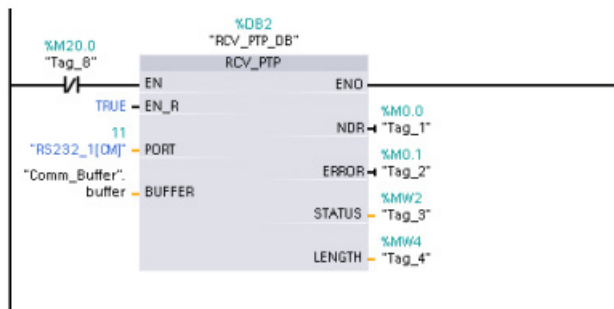 %DB2
"RCV_PTP_DB"
%M20.0
"Tag_8"
RCV_PTP
EN
ENO
TRUE
EN_R
%M0.0
NDR
"Tag_1"
11
"RS232_1[CM]"
PORT
%M0.1
ERROR
"Tag_2"
"Comm_Buffer".
buffer
BUFFER
%MW2
STATUS
"Tag_3"
%MW4
LENGTH
"Tag_4"